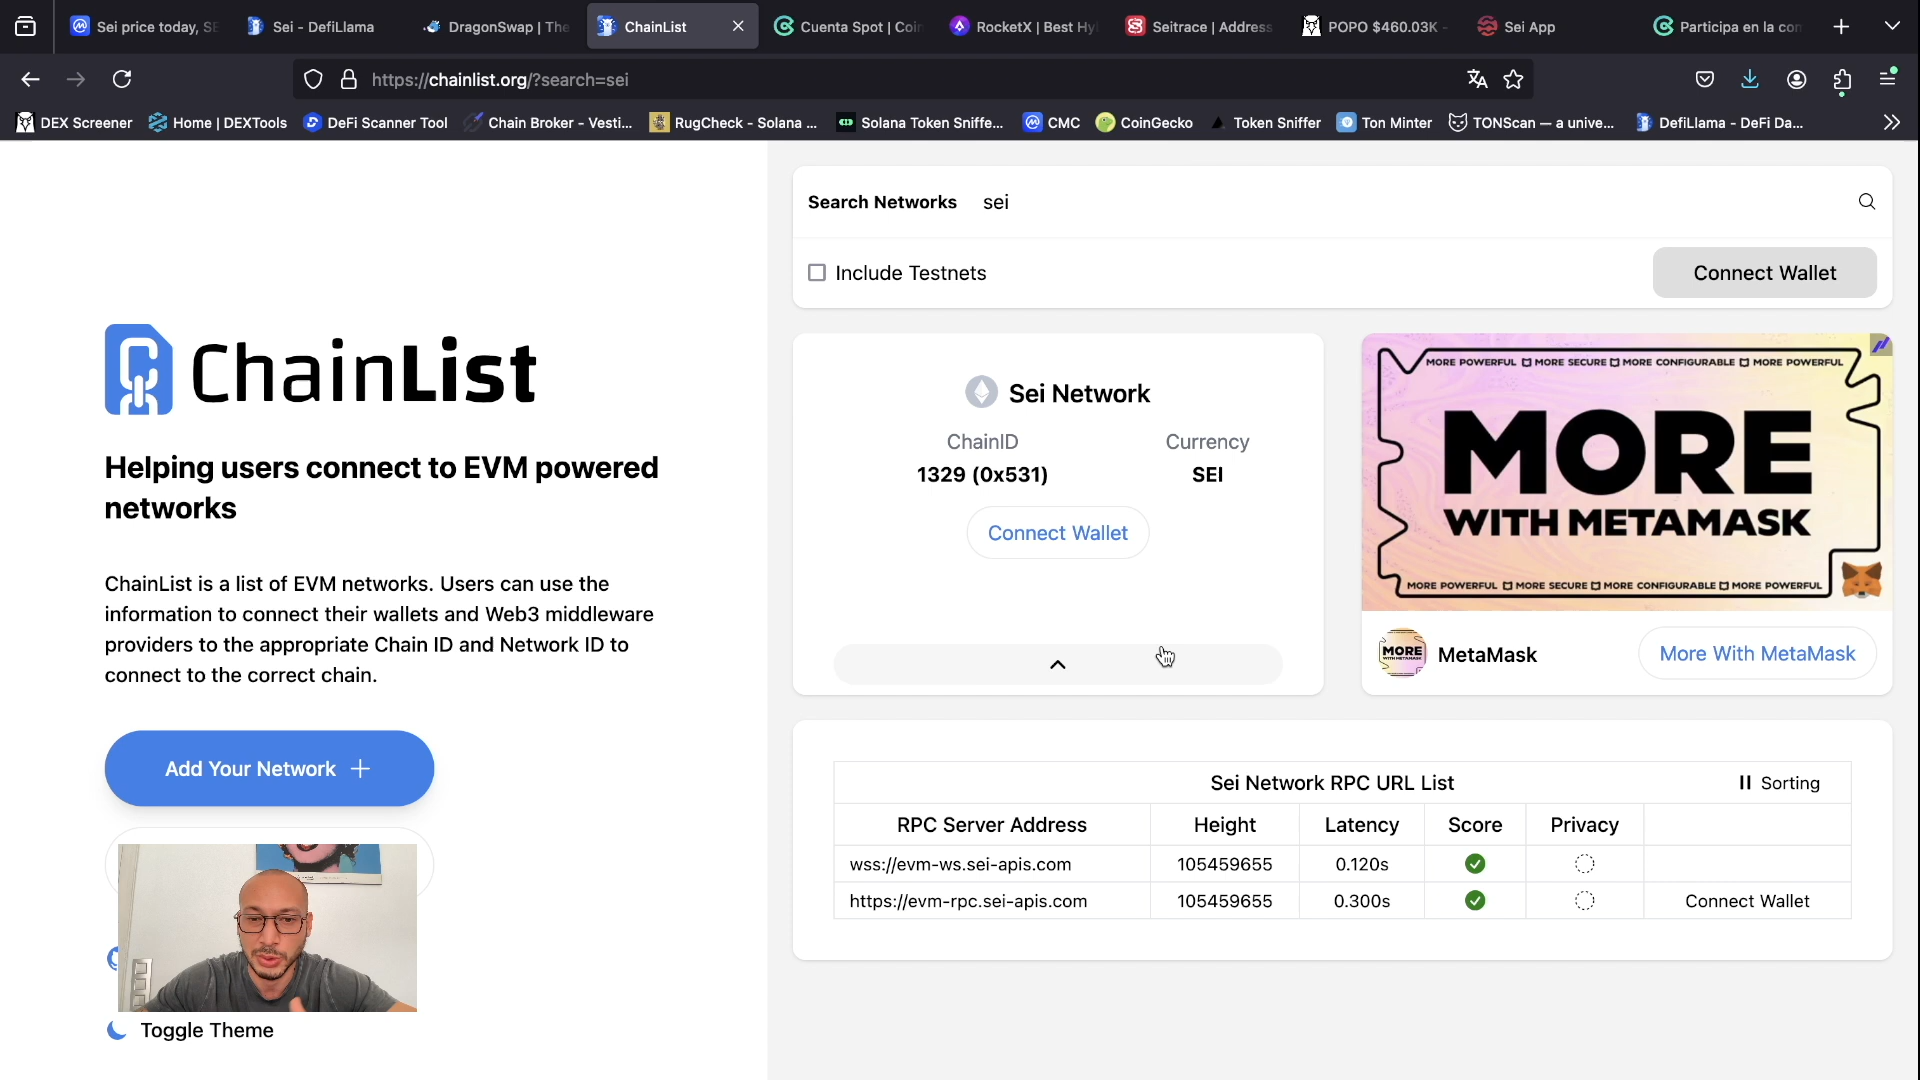 Sei price today, SE
Sei - DefiLlama
DragonSwap | The
ChainList
Cuenta Spot | Coin
RocketX | Best Hy
Seitrace | Address
POPO $460.03K -
Sei App
Participa en la con
https://chainlist.org/?search=sei
DEX Screener
Home | DEXTools
DeFi Scanner Tool
Chain Broker - Vesti...
RugCheck - Solana ...
Solana Token Sniffe...
CMC
CoinGecko
Token Sniffer
Ton Minter
TONScan — a unive...
DefiLlama - DeFi Da...
ChainList
Helping users connect to EVM powered
networks
ChainList is a list of EVM networks. Users can use the
information to connect their wallets and Web3 middleware
providers to the appropriate Chain ID and Network ID to
connect to the correct chain.
Add Your Network
Toggle Theme
Search Networks sei
Include Testnets
Connect Wallet
Sei Network
ChainID Currency
1329 (0x531) SEI
Connect Wallet
MORE POWERFUL MORE SECURE MORE CONFIGURABLE MORE POWERFUL
MORE
WITH METAMASK
MORE POWERFUL MORE SECURE MORE CONFIGURABLE MORE POWERFUL
MORE
WITH METAMASK
MetaMask
More With MetaMask
Sei Network RPC URL List
Sorting
RPC Server Address Height Latency Score Privacy
wss://evm-ws.sei-apis.com 105459655 0.120s
https://evm-rpc.sei-apis.com 105459655 0.300s Connect Wallet